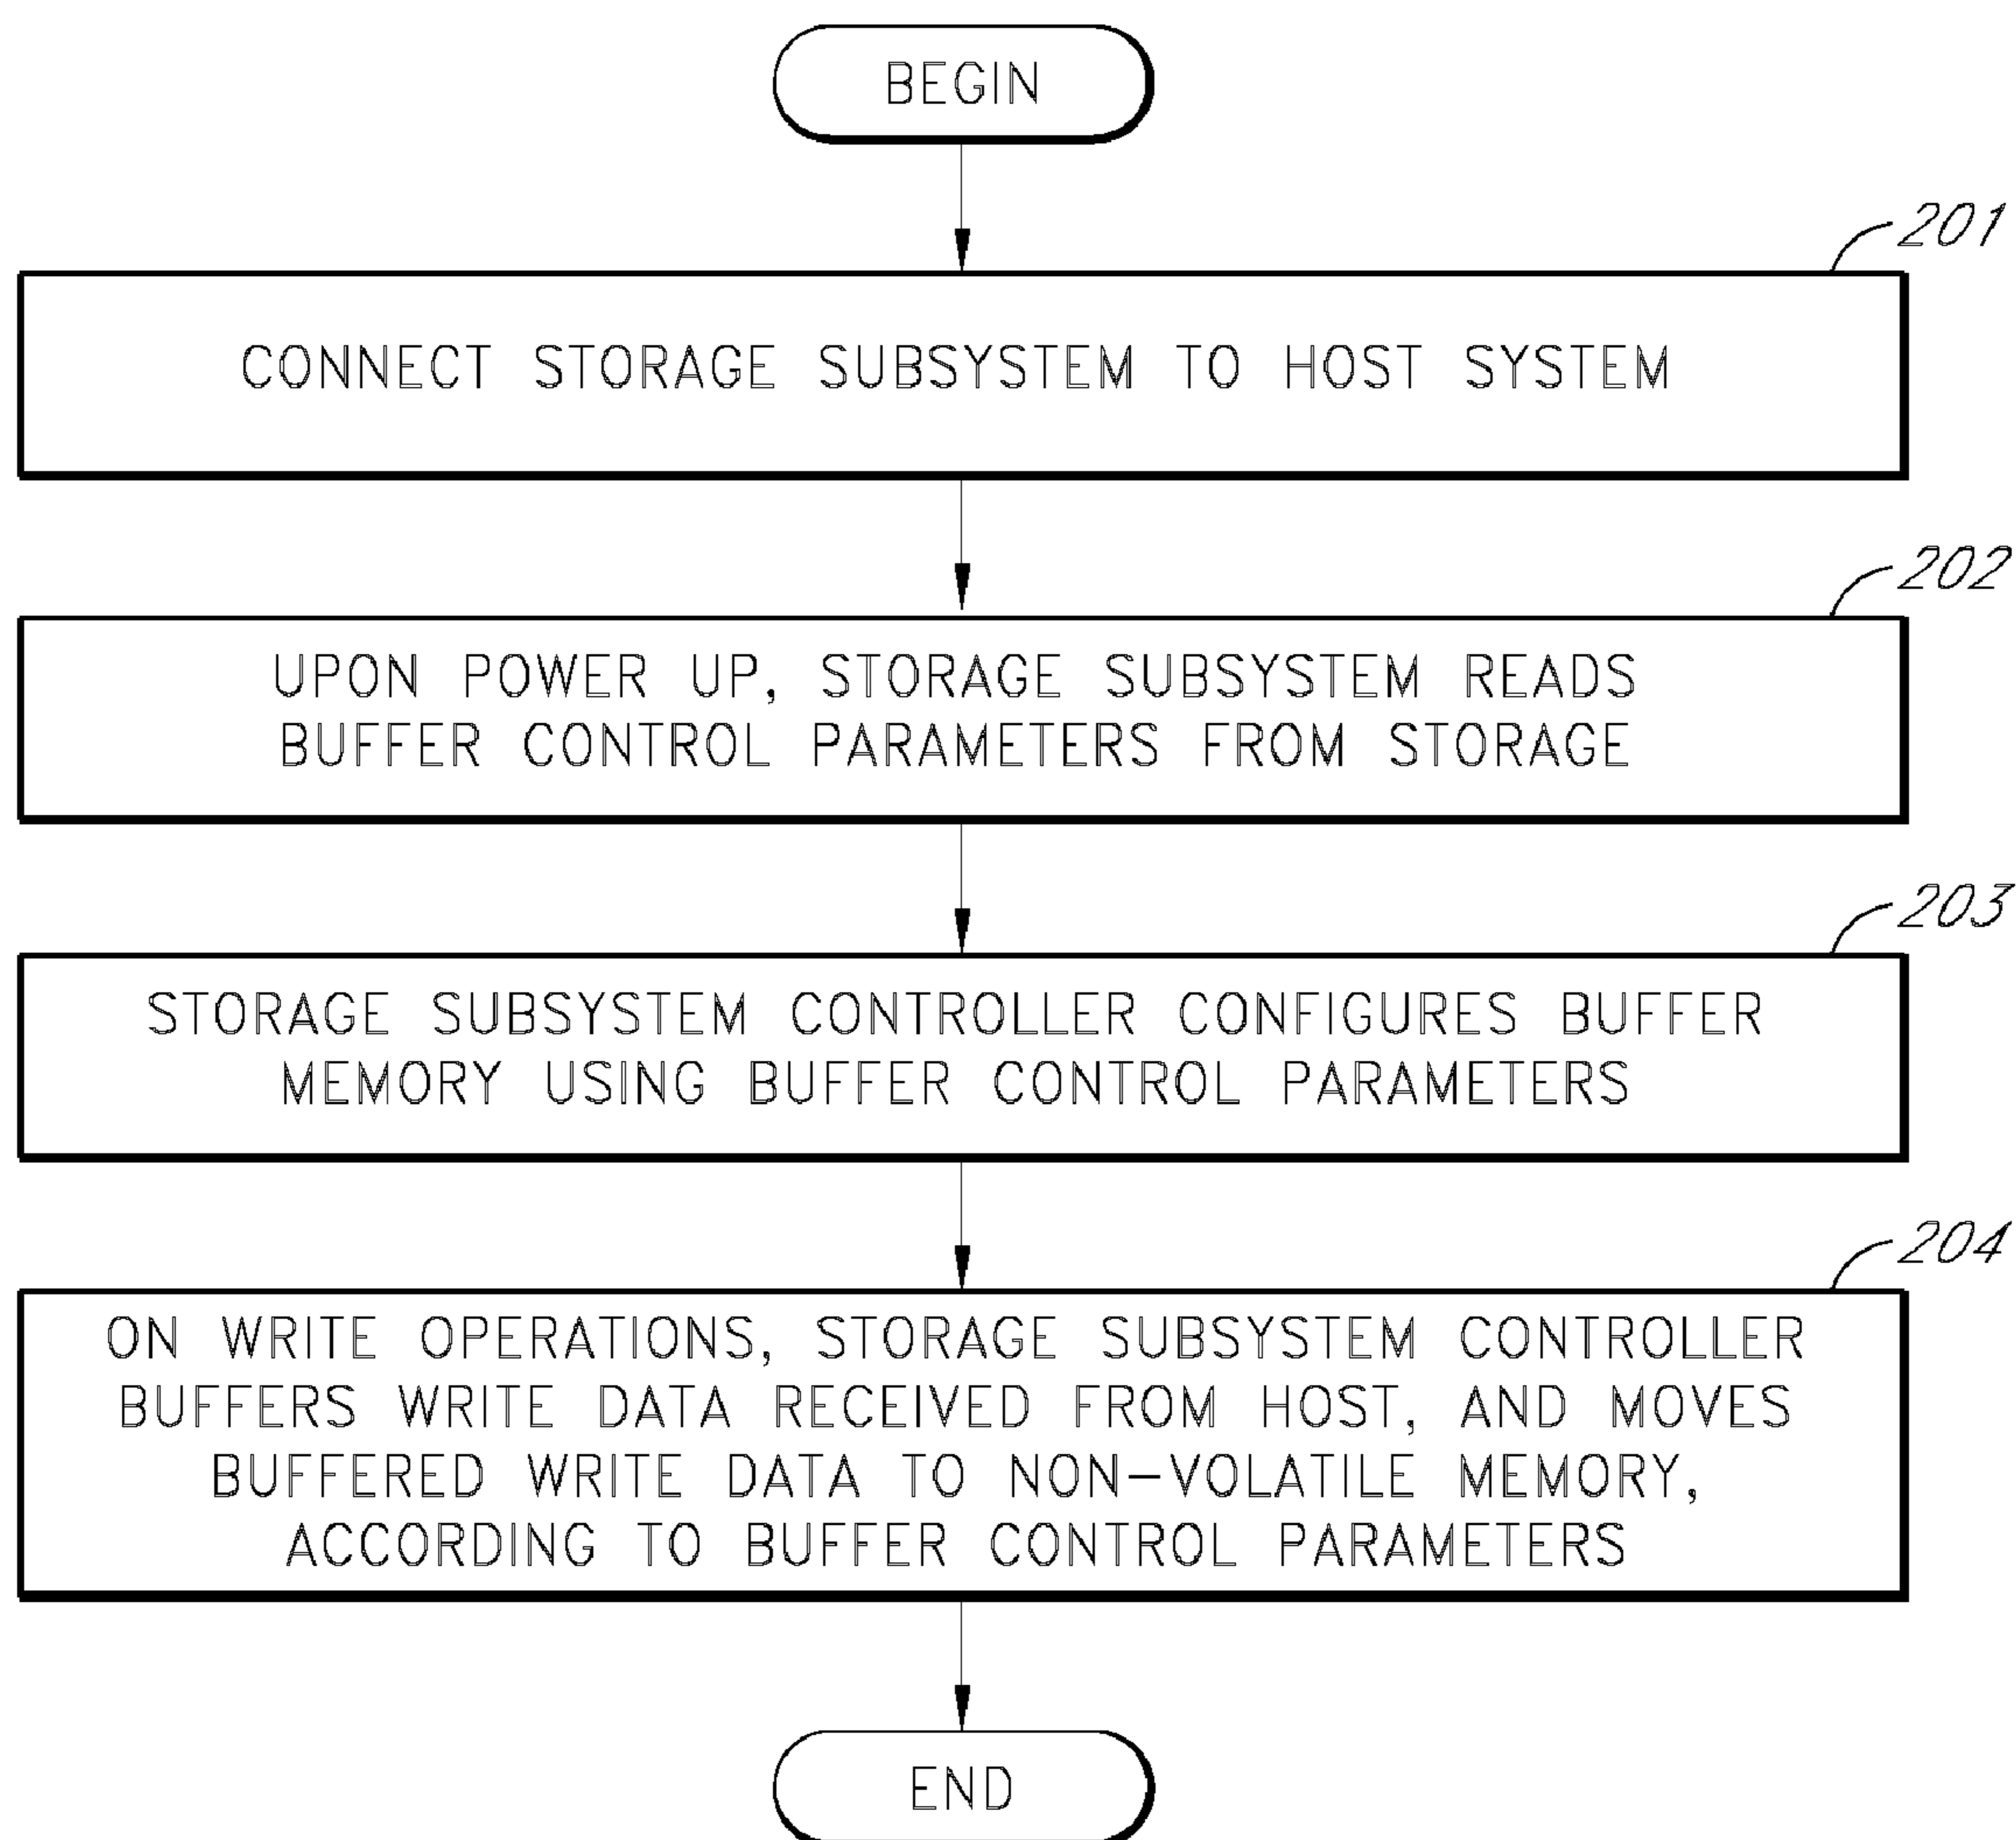 BEGIN
201
CONNECT STORAGE SUBSYSTEM TO HOST SYSTEM
202
UPON POWER UP, STORAGE SUBSYSTEM READS
BUFFER CONTROL PARAMETERS FROM STORAGE
203
STORAGE SUBSYSTEM CONTROLLER CONFIGURES BUFFER
MEMORY USING BUFFER CONTROL PARAMETERS
204
ON WRITE OPERATIONS, STORAGE SUBSYSTEM CONTROLLER
BUFFERS WRITE DATA RECEIVED FROM HOST, AND MOVES
BUFFERED WRITE DATA TO NON-VOLATILE MEMORY,
ACCORDING TO BUFFER CONTROL PARAMETERS
END